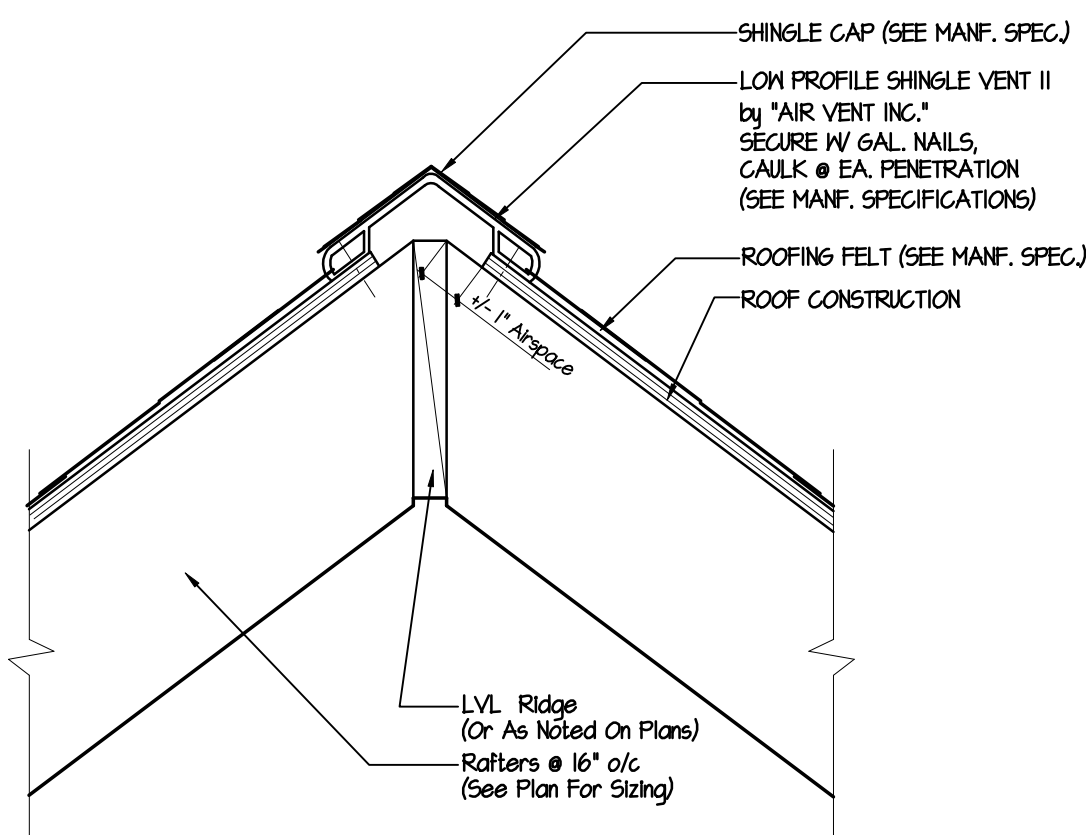 SHINGLE CAP (SEE MANF. SPEC.)
LOW PROFILE SHINGLE VENT II
by "AIR VENT INC."
SECURE W/ GAL. NAILS,
CAULK @ EA. PENETRATION
(SEE MANF. SPECIFICATIONS)
ROOFING FELT (SEE MANF. SPEC.)
ROOF CONSTRUCTION
+/- 1" Airspace
LVL Ridge
(Or As Noted On Plans)
Rafters @ 16" o/c
(See Plan For Sizing)